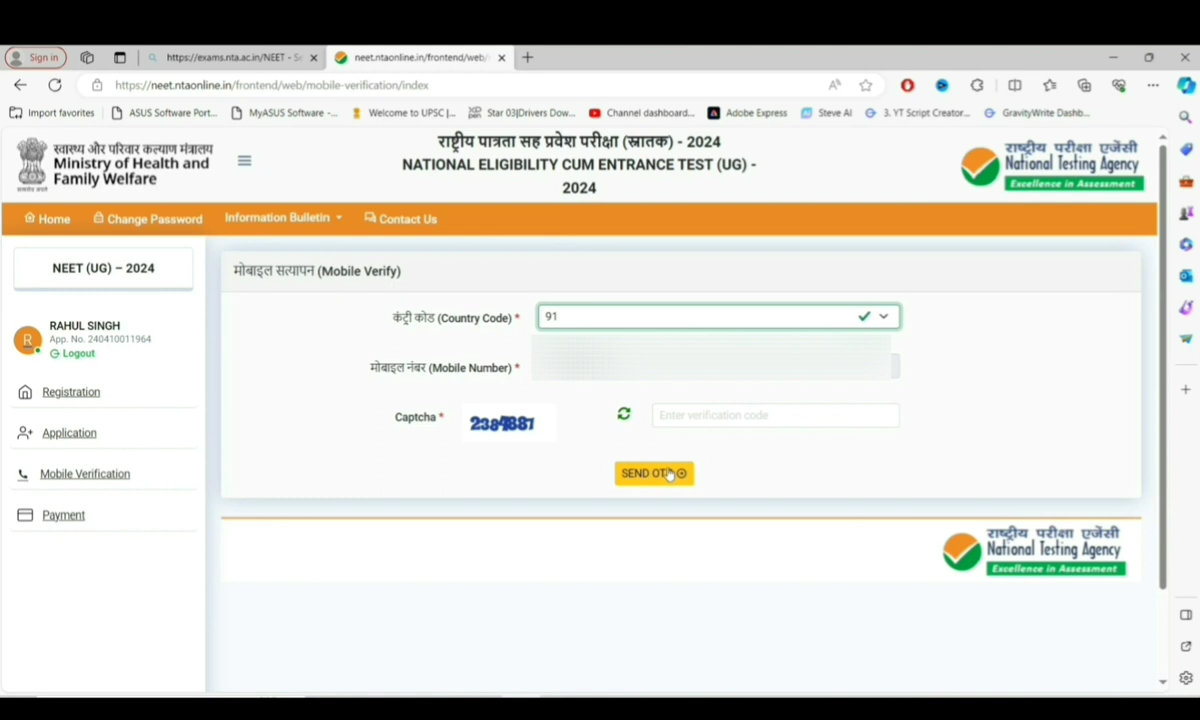 Sign in
https://exams.nta.ac.in/NEET - Se
neet.ntaonline.in/frontend/web/
https://neet.ntaonline.in/frontend/web/mobile-verification/index
Import favorites
ASUS Software Port...
MyASUS Software -...
Welcome to UPSC |...
Star 03|Drivers Dow...
Channel dashboard...
Adobe Express
Steve AI
3. YT Script Creator...
GravityWrite Dashb...
स्वास्थ्य और परिवार कल्याण मंत्रालय
Ministry of Health and
Family Welfare
राष्ट्रीय पात्रता सह प्रवेश परीक्षा (स्नातक) - 2024
NATIONAL ELIGIBILITY CUM ENTRANCE TEST (UG) -
2024
राष्ट्रीय परीक्षा एजेंसी
National Testing Agency
Excellence in Assessment
Home
Change Password
Information Bulletin
Contact Us
NEET (UG) – 2024
RAHUL SINGH
App. No. 240410011964
Logout
R
Registration
Application
Mobile Verification
Payment
मोबाइल सत्यापन (Mobile Verify)
कंट्री कोड (Country Code) *
91
मोबाइल नंबर (Mobile Number) *
Captcha *
Enter verification code
SEND OTP
राष्ट्रीय परीक्षा एजेंसी
National Testing Agency
Excellence in Assessment